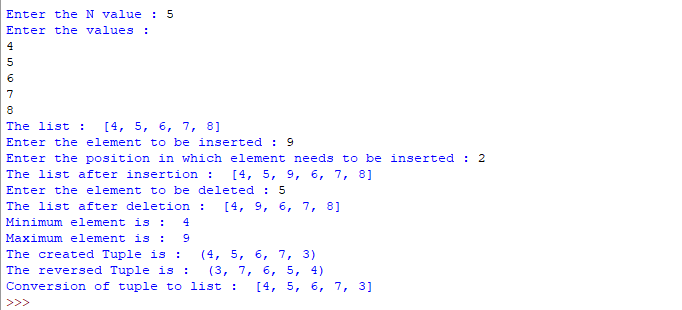 Enter the N value : 5
Enter the values :
4
5
6
7
8
The list :  [4, 5, 6, 7, 8]
Enter the element to be inserted : 9
Enter the position in which element needs to be inserted : 2
The list after insertion :  [4, 5, 9, 6, 7, 8]
Enter the element to be deleted : 5
The list after deletion :  [4, 9, 6, 7, 8]
Minimum element is :  4
Maximum element is :  9
The created Tuple is :  (4, 5, 6, 7, 3)
The reversed Tuple is :  (3, 7, 6, 5, 4)
Conversion of tuple to list :  [4, 5, 6, 7, 3]
>>>